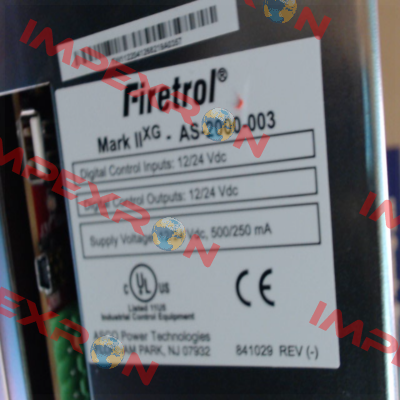 Firetrol®
Mark IIXG - AS-2000-003
Digital Control Inputs: 12/24 Vdc
Digital Control Outputs: 12/24 Vdc
Supply Voltage Vdc, 500/250 mA
C UL US
CE
Listed
Industrial Control Equipment
ASCO Power Technologies
PARK, NJ 07932
841029 REV (-)
IMPEXRON